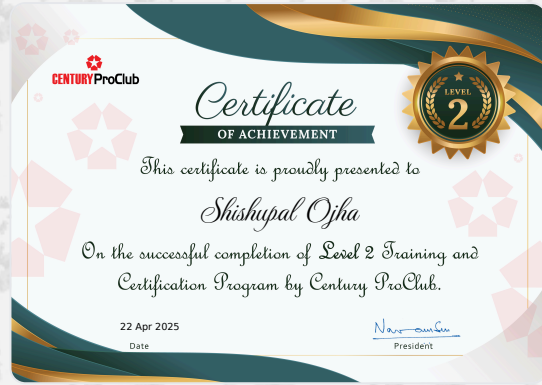 CENTURY ProClub
LEVEL
2
Certificate
OF ACHIEVEMENT
This certificate is proudly presented to
Shishupal Ojha
On the successful completion of Level 2 Training and
Certification Program by Century ProClub.
22 Apr 2025
Date
President